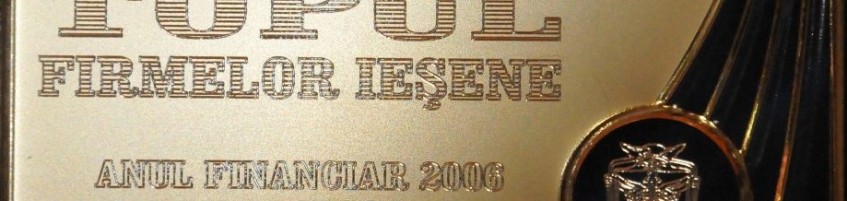 TOPUL
FIRMELOR IEŞENE
ANUL FINANCIAR 2006